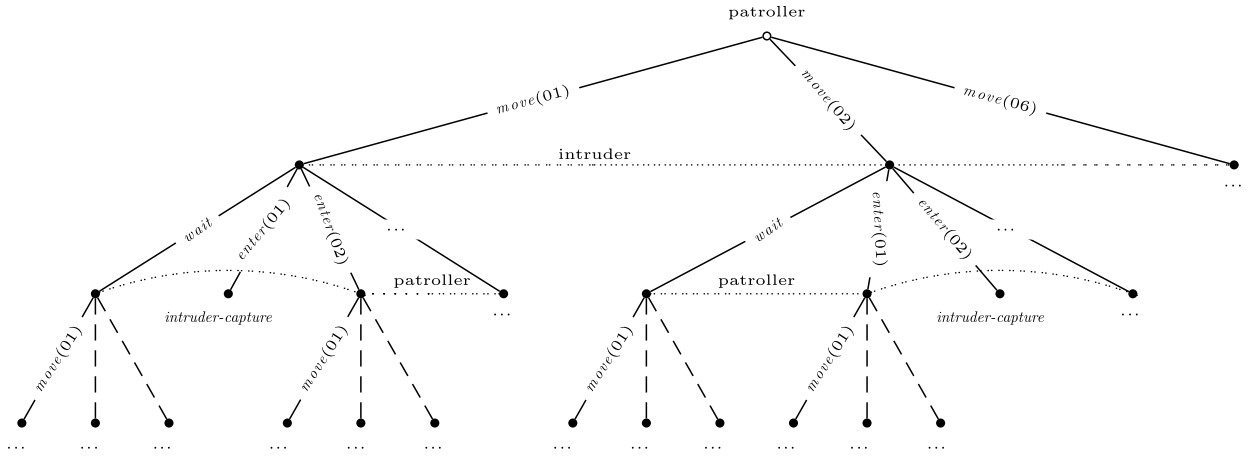 patroller
move(01)
move(02)
move(06)
intruder
...
wait
enter(01)
enter(02)
...
wait
enter(01)
enter(02)
...
patroller
patroller
...
...
intruder-capture
intruder-capture
move(01)
move(01)
move(01)
move(01)
... ... ... ... ... ... ... ... ... ... ... ...